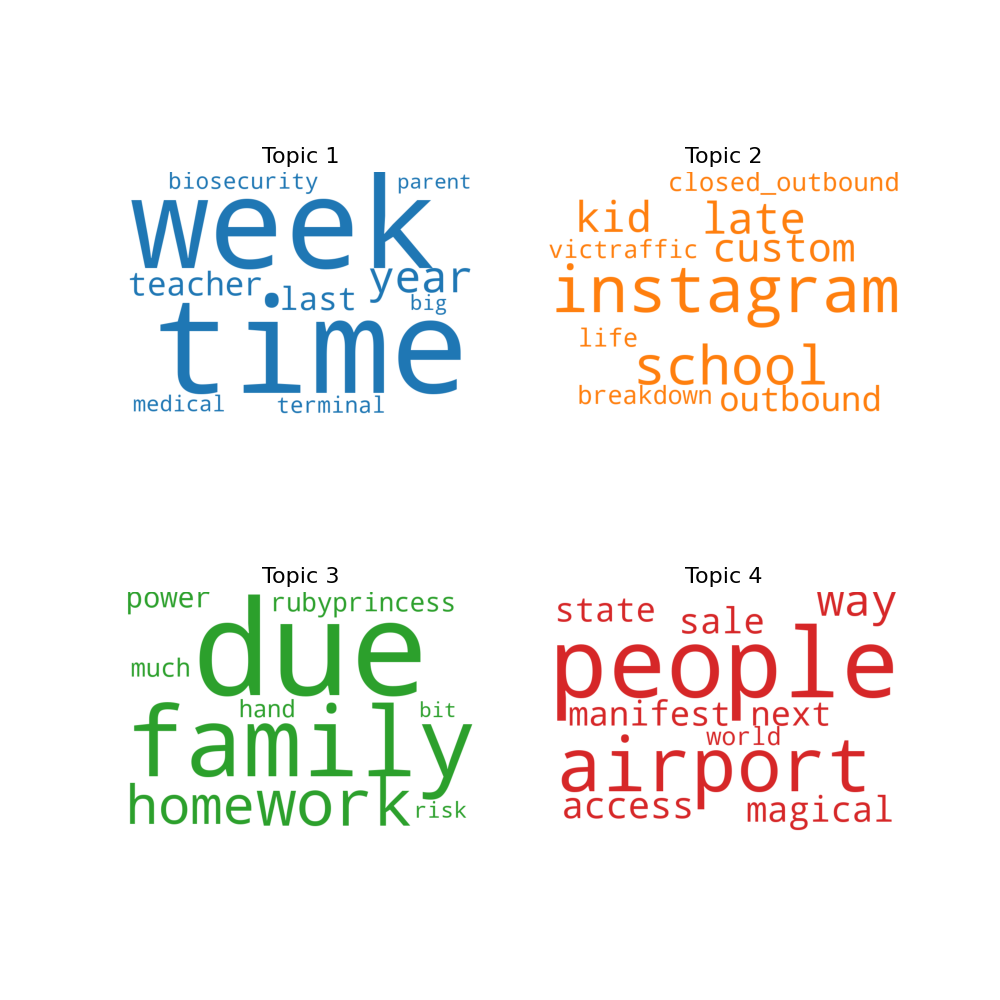 Topic 1
biosecurity parent
week
teacher year
last big
time
medical terminal
Topic 2
closed_outbound
kid late
victraffic custom
instagram
life
school
breakdown outbound
Topic 3
power rubyprincess
due
much
hand bit
family
home work
risk
Topic 4
state sale way
people
manifest next
world
airport
access magical